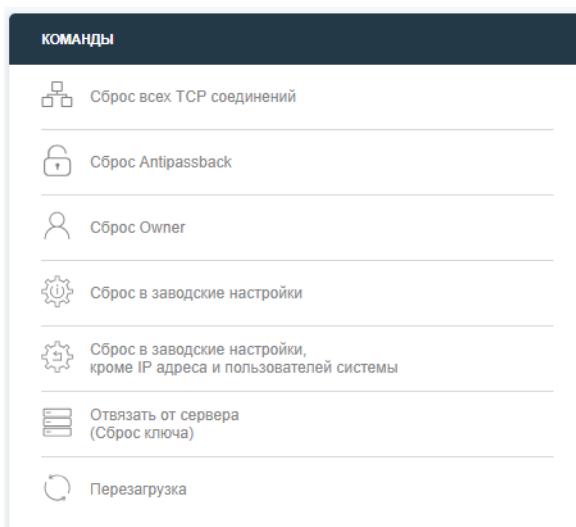 КОМАНДЫ
Сброс всех TCP соединений
Сброс Antipassback
Сброс Owner
Сброс в заводские настройки
Сброс в заводские настройки,
кроме IP адреса и пользователей системы
Отвязать от сервера
(Сброс ключа)
Перезагрузка